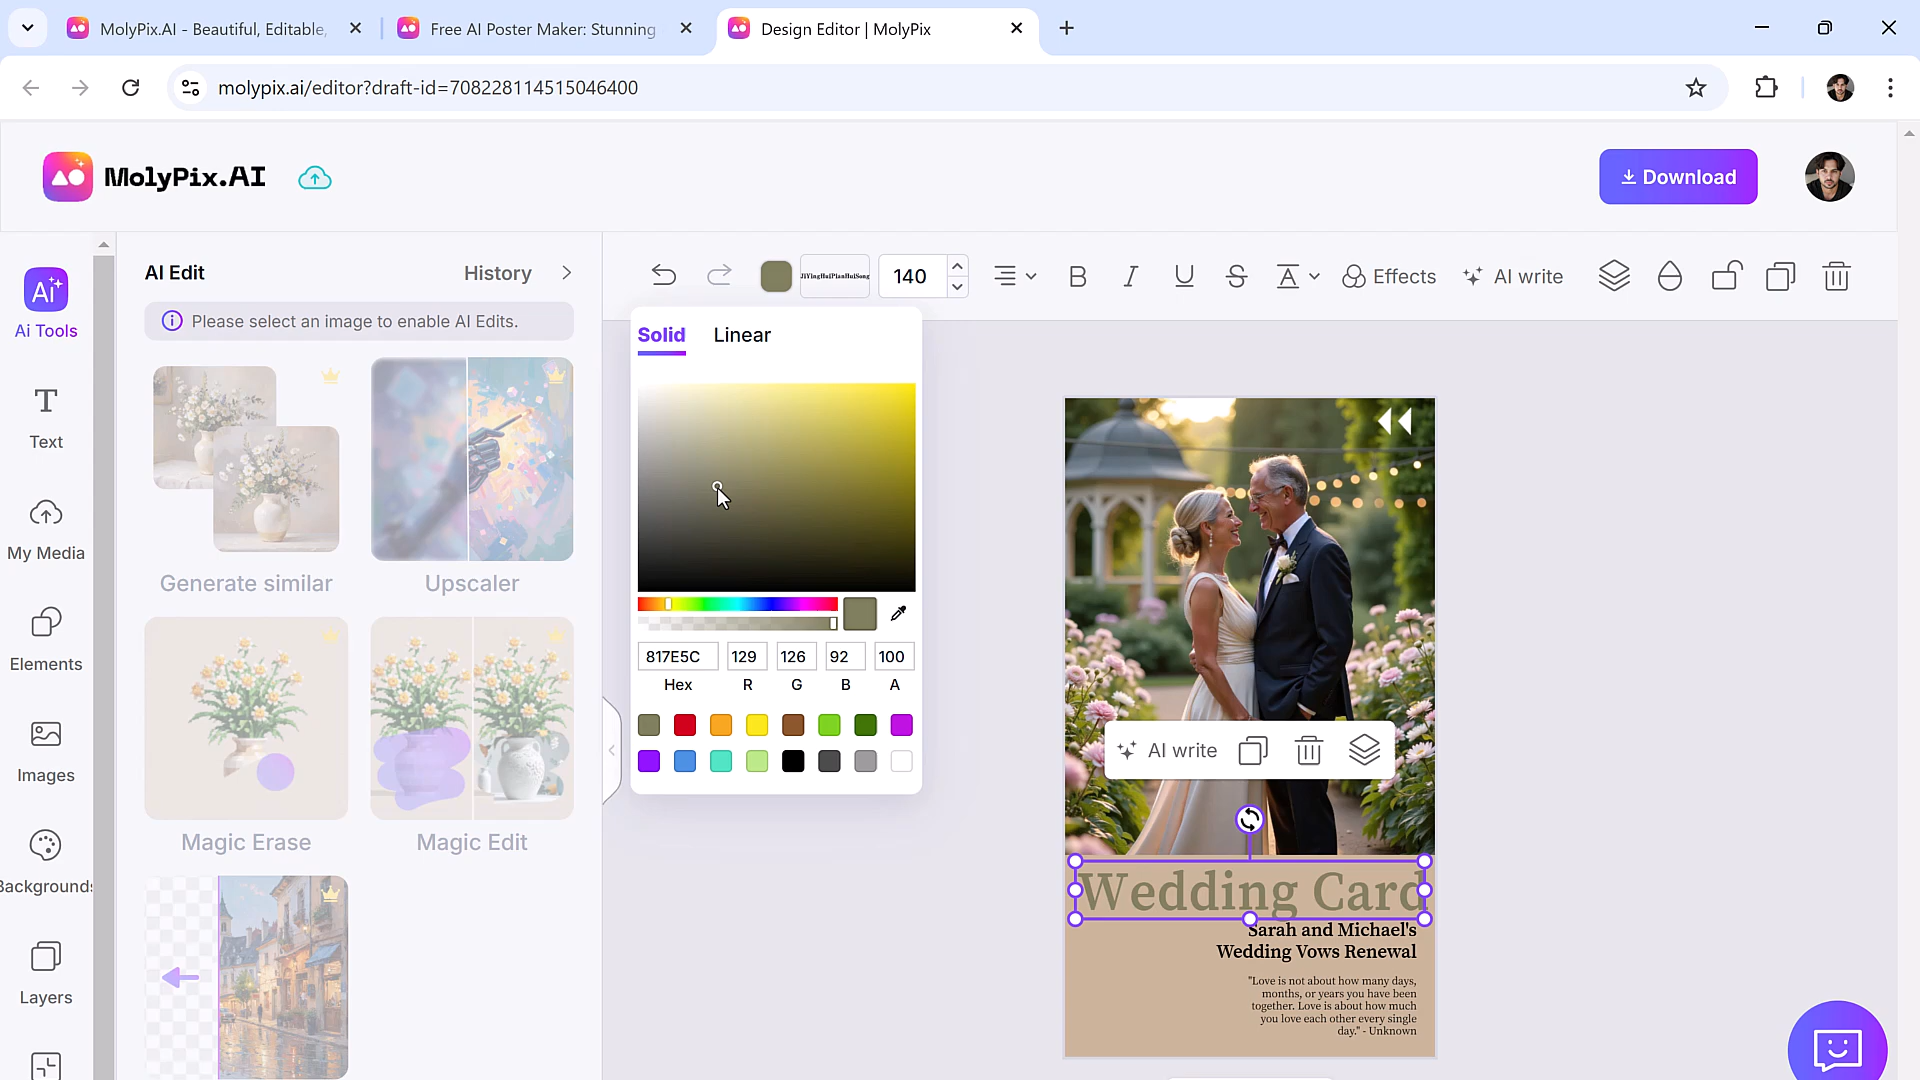 MolyPix.AI - Beautiful, Editable,
Free AI Poster Maker: Stunning
Design Editor | MolyPix
molypix.ai/editor?draft-id=708228114515046400
MolyPix.AI
Download
Ai
Ai Tools
Text
My Media
Elements
Images
Backgrounds
Layers
AI Edit
History
Please select an image to enable AI Edits.
Generate similar
Upscaler
Magic Erase
Magic Edit
JiYingHuiPianHuiSong
140
Effects
AI write
Solid
Linear
817E5C
129
126
92
100
Hex
R
G
B
A
AI write
Wedding Card
Sarah and Michael's
Wedding Vows Renewal
"Love is not about how many days,
months, or years you have been
together. Love is about how much
you love each other every single
day." - Unknown